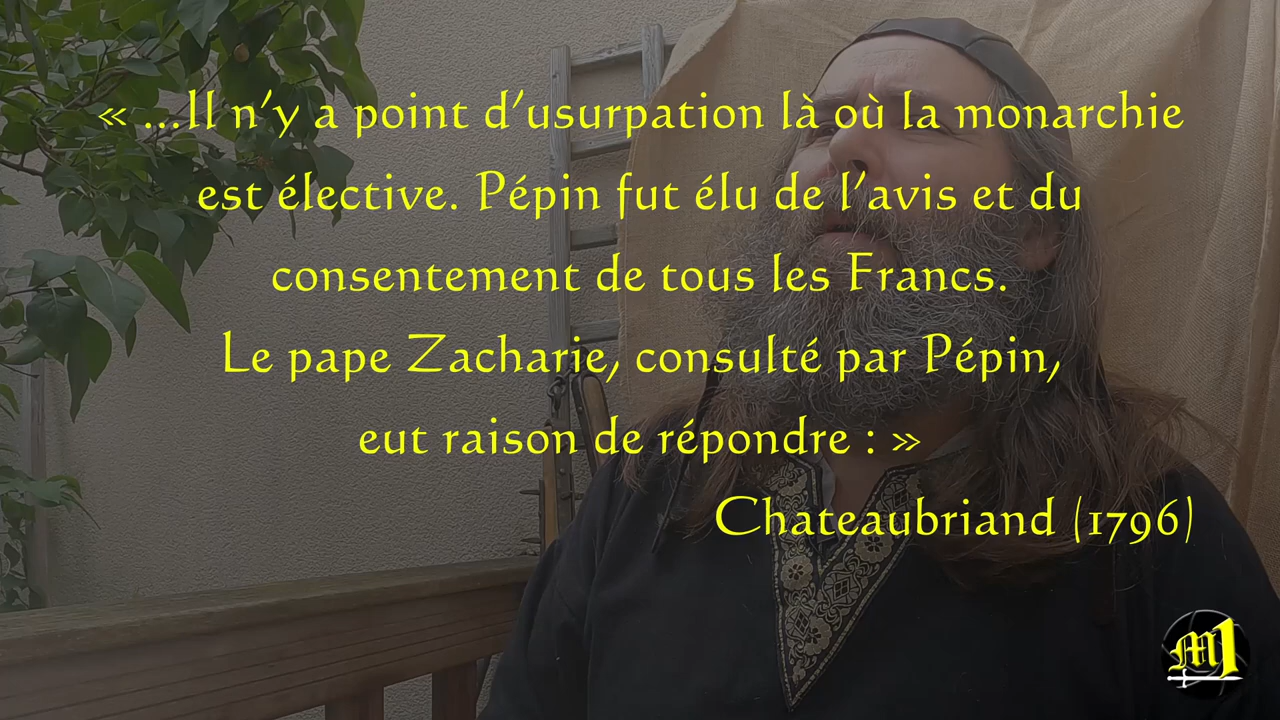 « ...Il n’y a point d’usurpation là où la monarchie
est élective. Pépin fut élu de l’avis et du
consentement de tous les Francs.
Le pape Zacharie, consulté par Pépin,
eut raison de répondre : »
Chateaubriand (1796)
M1